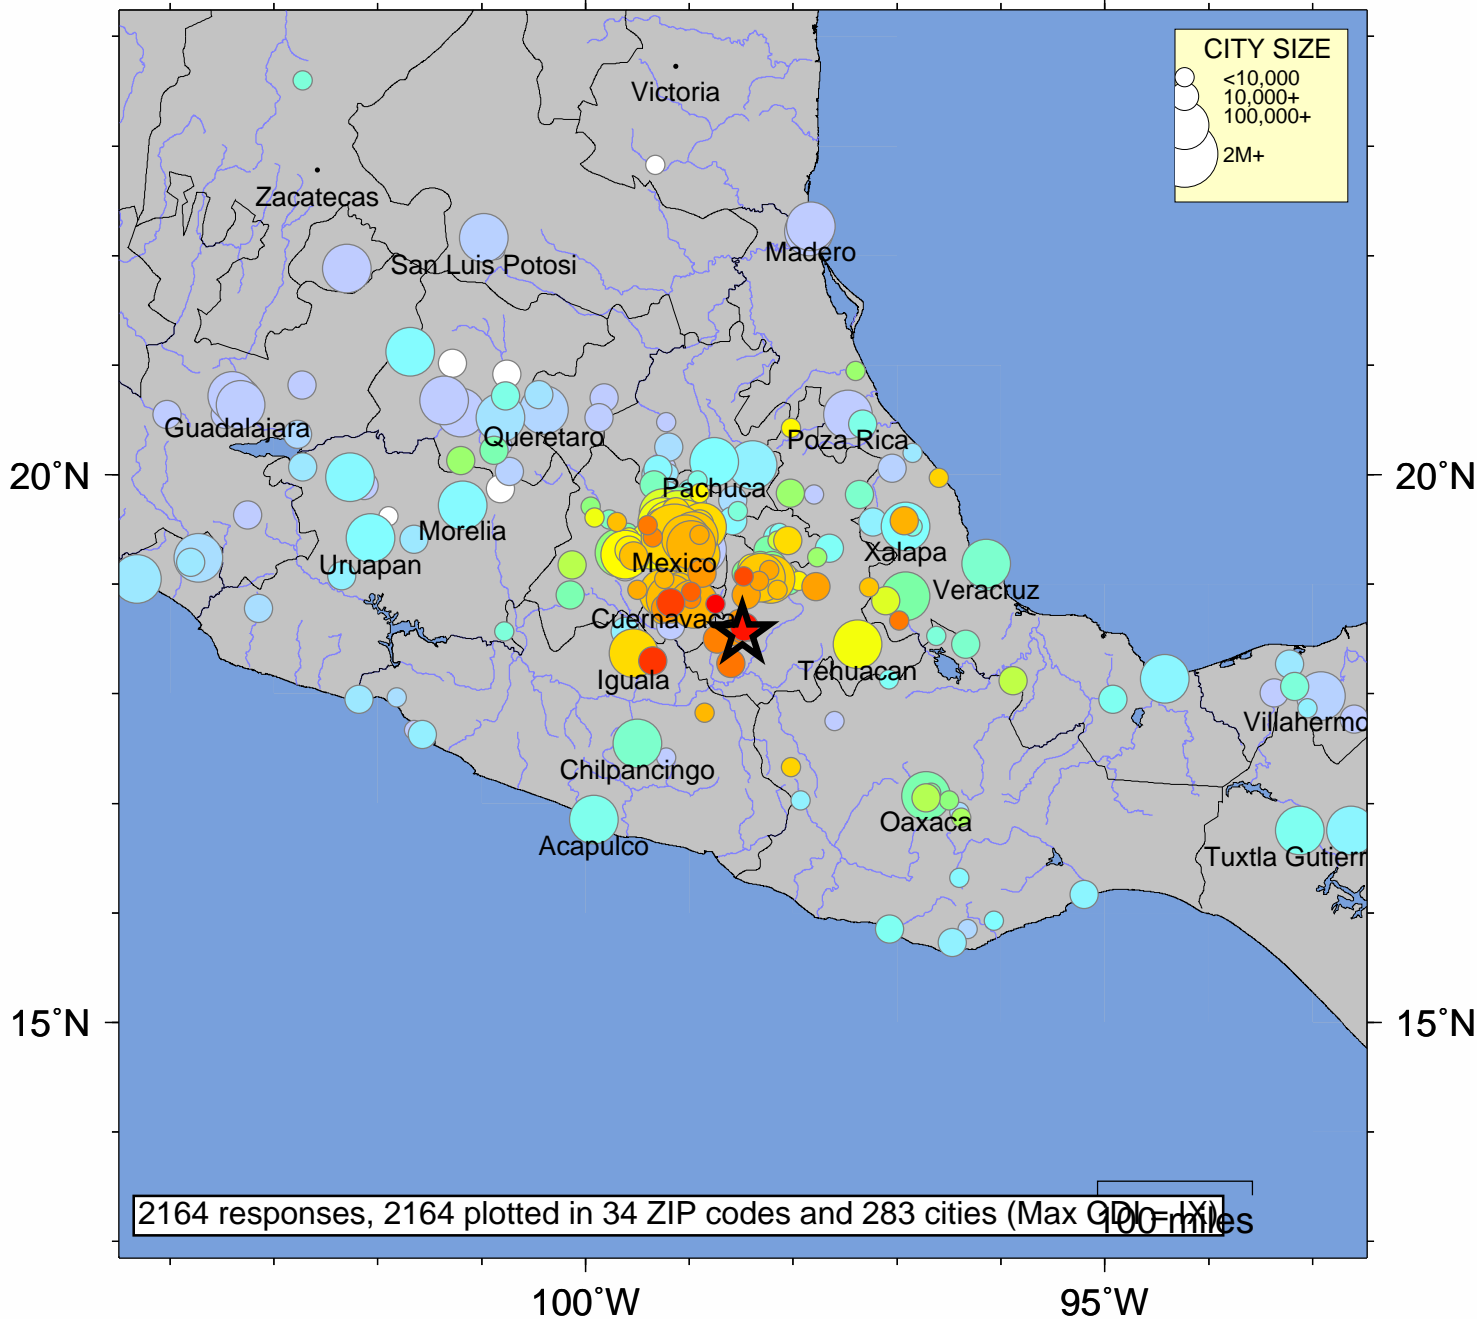 CITY SIZE
<10,000
10,000+
100,000+
2M+
Victoria
Zacatecas
San Luis Potosi
Madero
Guadalajara
Queretaro
Poza Rica
20°N
20°N
Pachuca
Morelia
Uruapan
Mexico
Xalapa
Veracruz
Cuernavaca
Iguala
Tehuacan
Villahermo
Chilpancingo
Oaxaca
Acapulco
Tuxtla Gutierr
15°N
15°N
2164 responses, 2164 plotted in 34 ZIP codes and 283 cities (Max CDI = IX)
100 miles
100°W
95°W